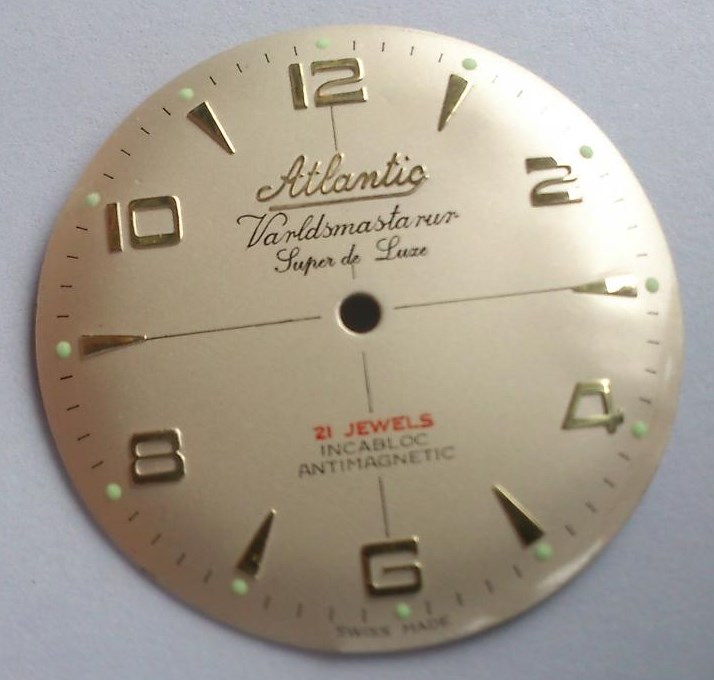 12
Atlantic
Varldsmastarur
Super de Luxe
10
2
8
4
21 JEWELS
INCABLOC
ANTIMAGNETIC
6
SWISS MADE